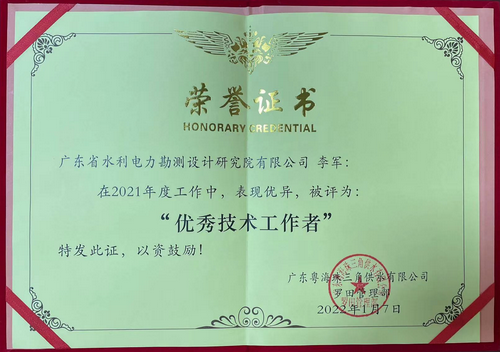 荣誉证书
HONORARY CREDENTIAL
广东省水利电力勘测设计研究院有限公司 李军：
在2021年度工作中，表现优异，被评为：
“优秀技术工作者”
特发此证，以资鼓励！
广东粤海珠三角供水有限公司
罗田管理部
2022年1月7日